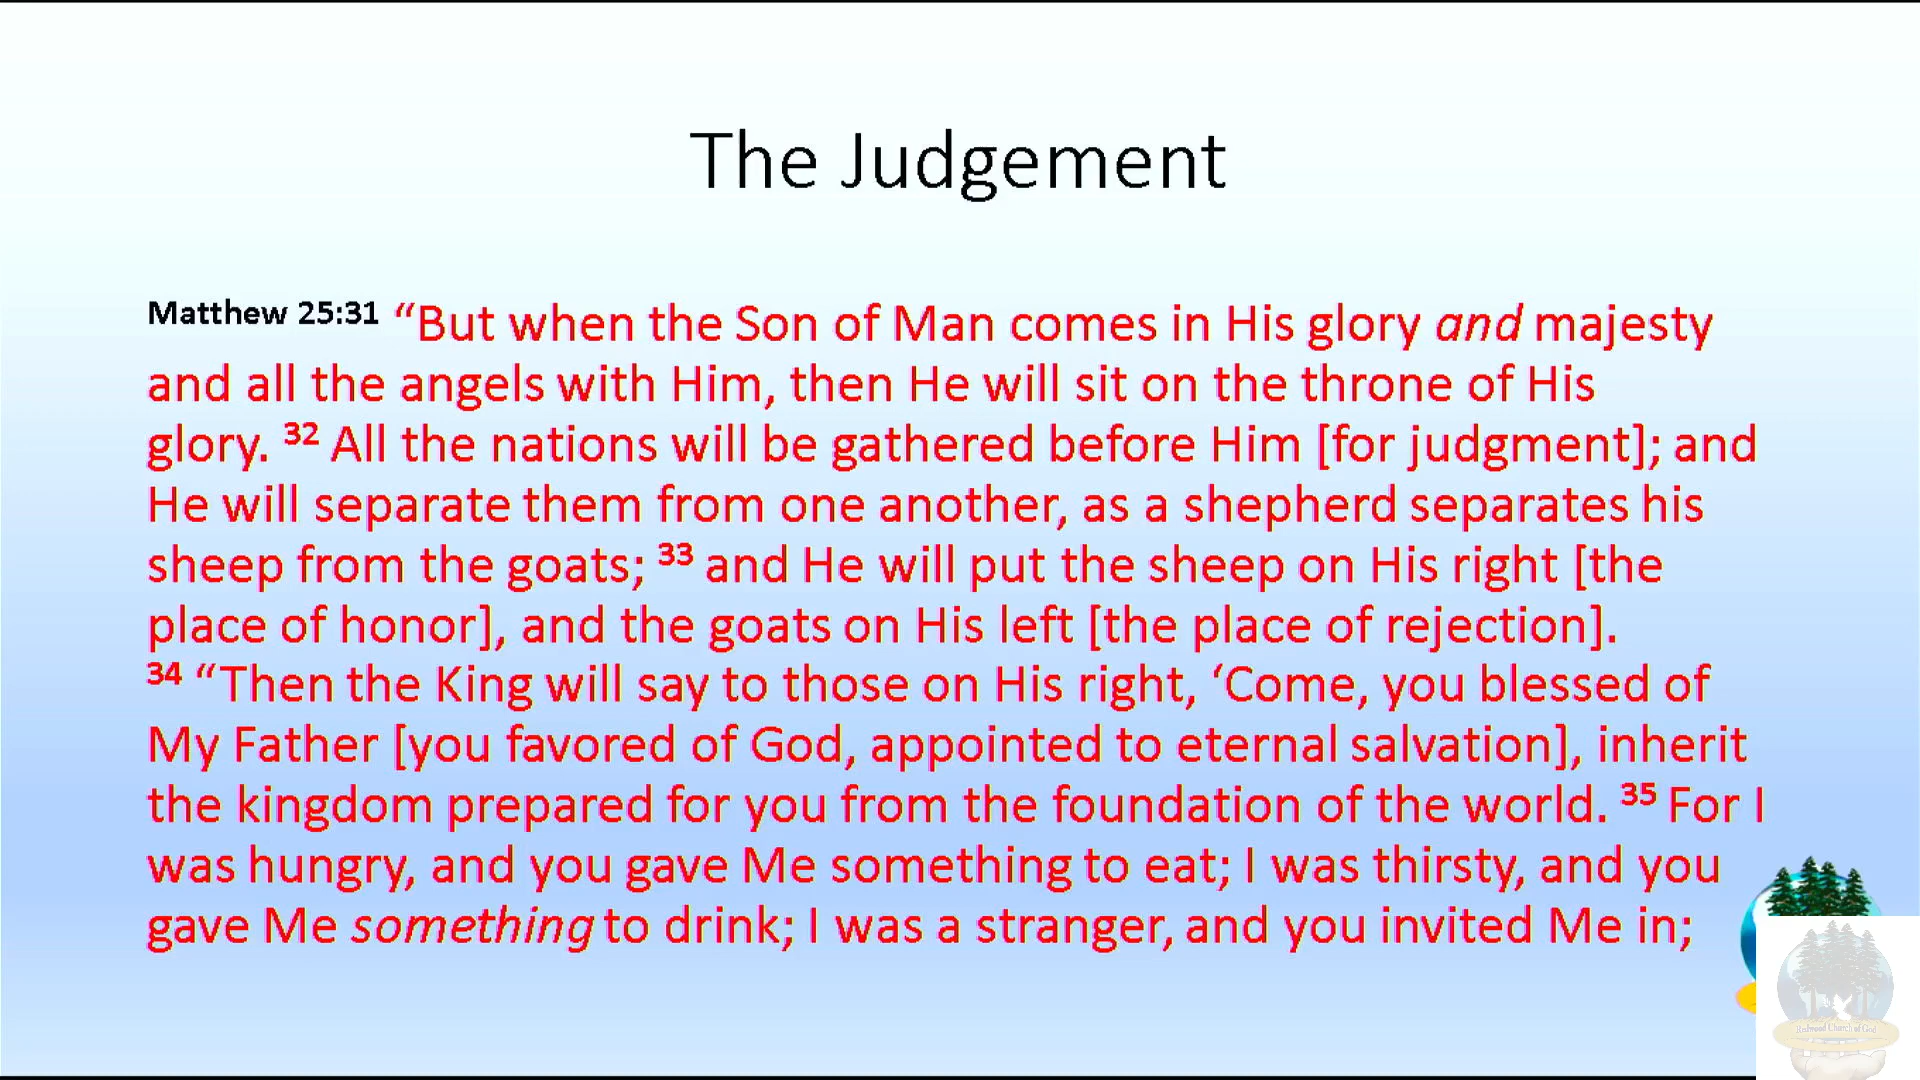 The Judgement
Matthew 25:31 “But when the Son of Man comes in His glory and majesty
and all the angels with Him, then He will sit on the throne of His
glory. 32 All the nations will be gathered before Him [for judgment]; and
He will separate them from one another, as a shepherd separates his
sheep from the goats; 33 and He will put the sheep on His right [the
place of honor], and the goats on His left [the place of rejection].
34 “Then the King will say to those on His right, ‘Come, you blessed of
My Father [you favored of God, appointed to eternal salvation], inherit
the kingdom prepared for you from the foundation of the world. 35 For I
was hungry, and you gave Me something to eat; I was thirsty, and you
gave Me something to drink; I was a stranger, and you invited Me in;
Redwood Church of God